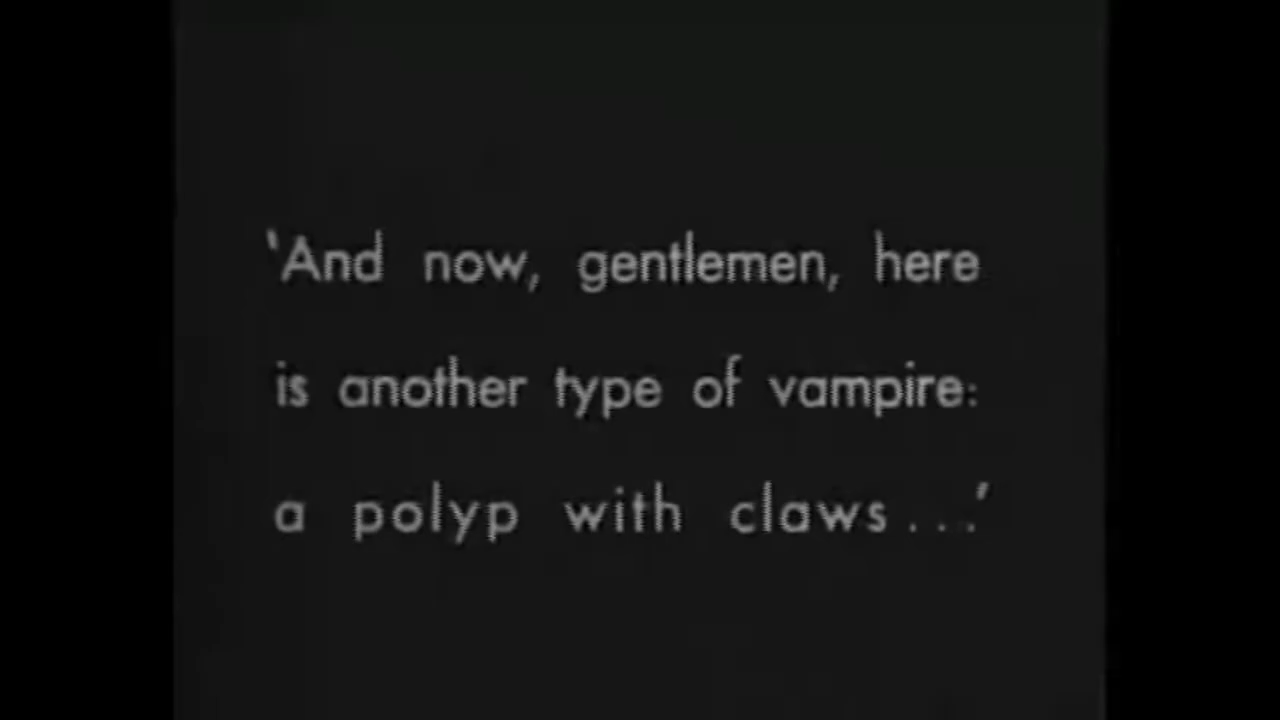 ‘And now, gentlemen, here
is another type of vampire:
a polyp with claws...’